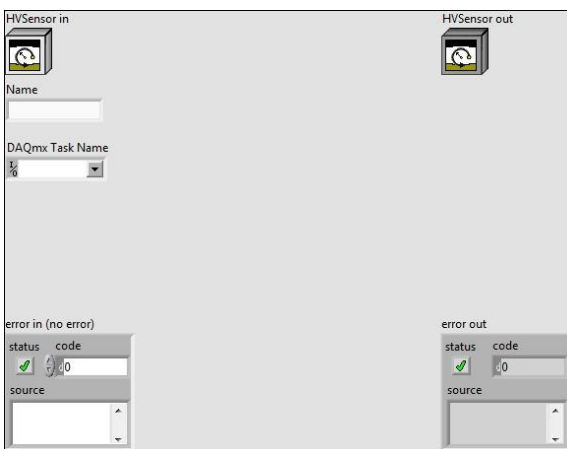 HVSensor in
HVSensor out
Name
DAQmx Task Name
I/O
error in (no error)
error out
status code
0
source
status code
0
source